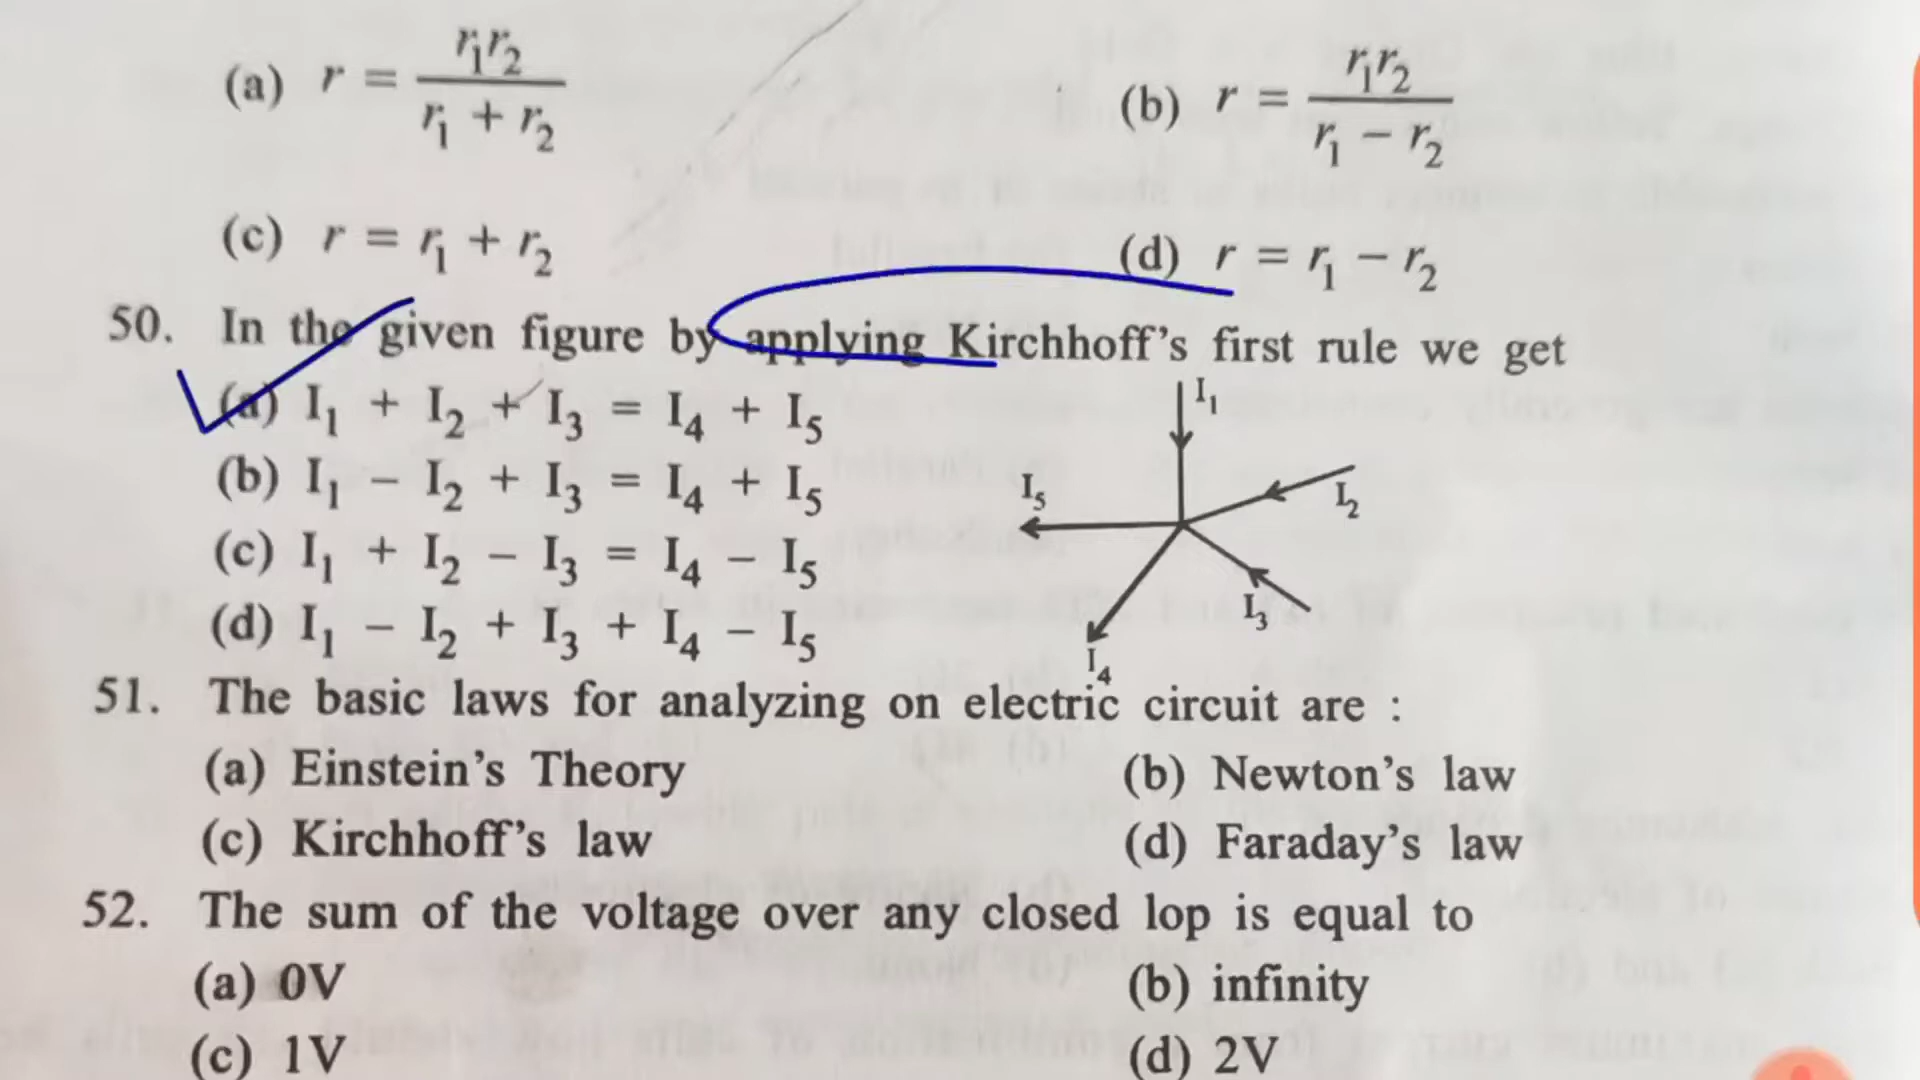 (a) r = r₁r₂ / r₁ + r₂ (b) r = r₁r₂ / r₁ − r₂
(c) r = r₁ + r₂ (d) r = r₁ − r₂
50. In the given figure by applying Kirchhoff's first rule we get
(a) I₁ + I₂ + I₃ = I₄ + I₅
(b) I₁ − I₂ + I₃ = I₄ + I₅
(c) I₁ + I₂ − I₃ = I₄ − I₅
(d) I₁ − I₂ + I₃ + I₄ − I₅
I₁
I₂
I₅
I₃
I₄
51. The basic laws for analyzing on electric circuit are :
(a) Einstein's Theory (b) Newton's law
(c) Kirchhoff's law (d) Faraday's law
52. The sum of the voltage over any closed lop is equal to
(a) 0V (b) infinity
(c) 1V (d) 2V